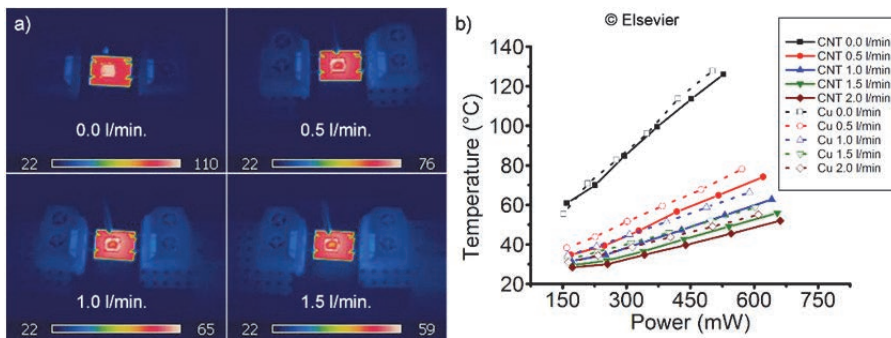 a)
0.0 l/min.
22 110
0.5 l/min.
22 76
1.0 l/min.
22 65
1.5 l/min.
22 59
b)
© Elsevier
Temperature (°C)
140
120
100
80
60
40
20
150 300 450 600 750
Power (mW)
CNT 0.0 l/min
CNT 0.5 l/min
CNT 1.0 l/min
CNT 1.5 l/min
CNT 2.0 l/min
Cu 0.0 l/min
Cu 0.5 l/min
Cu 1.0 l/min
Cu 1.5 l/min
Cu 2.0 l/min